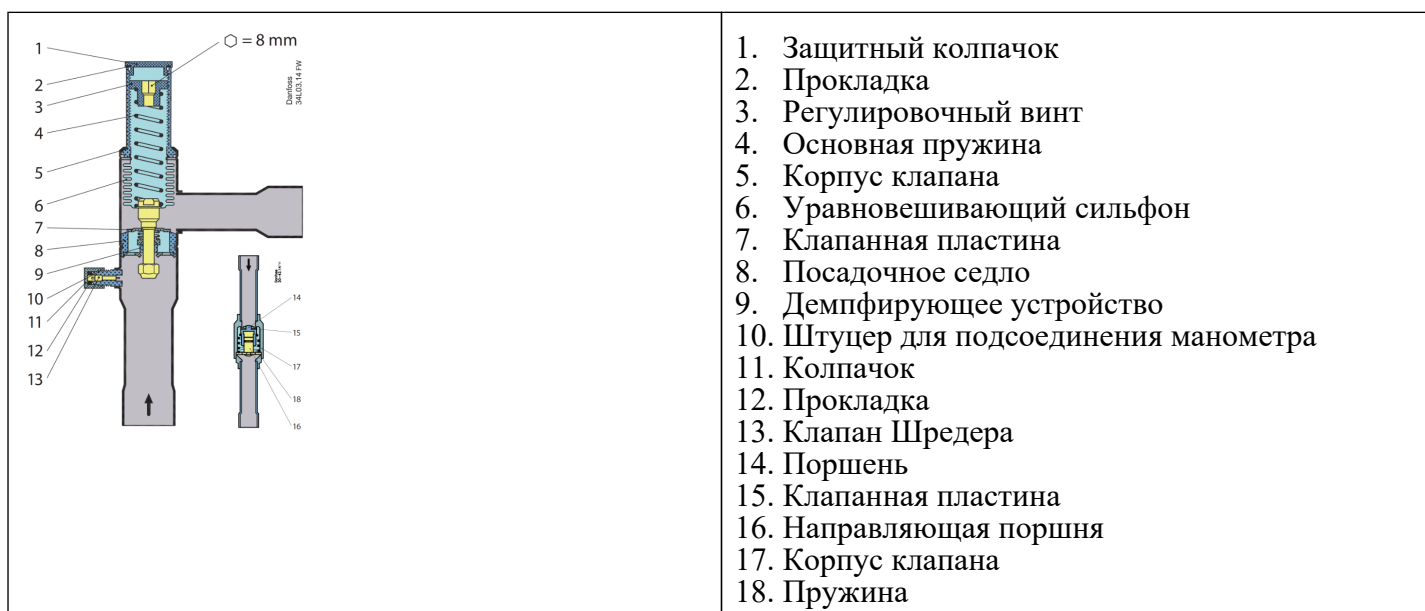 1
2
3
4
5
6
7
8
9
10
11
12
13
= 8 mm
Danfoss
34L03.14 FW
14
15
17
18
16
1. Защитный колпачок
2. Прокладка
3. Регулировочный винт
4. Основная пружина
5. Корпус клапана
6. Уравновешивающий сильфон
7. Клапанная пластина
8. Посадочное седло
9. Демпфирующее устройство
10. Штуцер для подсоединения манометра
11. Колпачок
12. Прокладка
13. Клапан Шредера
14. Поршень
15. Клапанная пластина
16. Направляющая поршня
17. Корпус клапана
18. Пружина